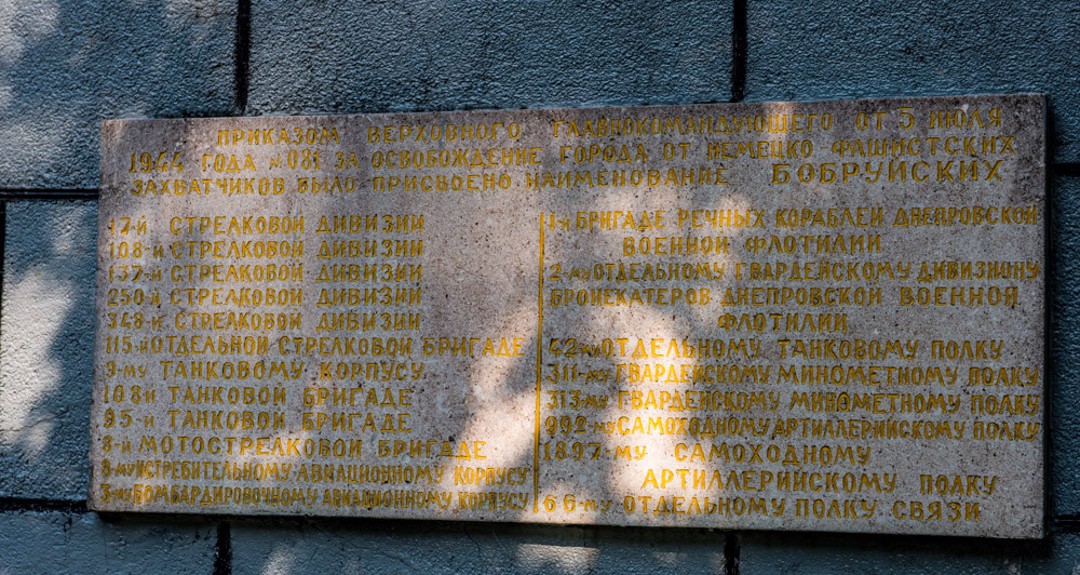 ПРИКАЗОМ ВЕРХОВНОГО ГЛАВНОКОМАНДУЮЩЕГО ОТ 5 ИЮЛЯ
1944 ГОДА № 081 ЗА ОСВОБОЖДЕНИЕ ГОРОДА ОТ НЕМЕЦКО ФАШИСТСКИХ
ЗАХВАТЧИКОВ БЫЛО ПРИСВОЕНО НАИМЕНОВАНИЕ БОБРУЙСКИХ
17-й СТРЕЛКОВОЙ ДИВИЗИИ
108-й СТРЕЛКОВОЙ ДИВИЗИИ
137-й СТРЕЛКОВОЙ ДИВИЗИИ
250-й СТРЕЛКОВОЙ ДИВИЗИИ
348-й СТРЕЛКОВОЙ ДИВИЗИИ
115-й ОТДЕЛЬНОЙ СТРЕЛКОВОЙ БРИГАДЕ
9-му ТАНКОВОМУ КОРПУСУ
108-й ТАНКОВОЙ БРИГАДЕ
95-й ТАНКОВОЙ БРИГАДЕ
8-й МОТОСТРЕЛКОВОЙ БРИГАДЕ
ИСТРЕБИТЕЛЬНОМУ АВИАЦИОННОМУ КОРПУСУ
3-му БОМБАРДИРОВОЧНОМУ АВИАЦИОННОМУ КОРПУСУ
1-й БРИГАДЕ РЕЧНЫХ КОРАБЛЕЙ ДНЕПРОВСКОЙ
ВОЕННОЙ ФЛОТИЛИИ
2-му ОТДЕЛЬНОМУ ГВАРДЕЙСКОМУ ДИВИЗИОНУ
БРОНЕКАТЕРОВ ДНЕПРОВСКОЙ ВОЕННОЙ
ФЛОТИЛИИ
42-му ОТДЕЛЬНОМУ ТАНКОВОМУ ПОЛКУ
311-му ГВАРДЕЙСКОМУ МИНОМЕТНОМУ ПОЛКУ
313-му ГВАРДЕЙСКОМУ МИНОМЕТНОМУ ПОЛКУ
992-му САМОХОДНОМУ АРТИЛЛЕРИЙСКОМУ ПОЛКУ
1897-му САМОХОДНОМУ
АРТИЛЛЕРИЙСКОМУ ПОЛКУ
66-му ОТДЕЛЬНОМУ ПОЛКУ СВЯЗИ